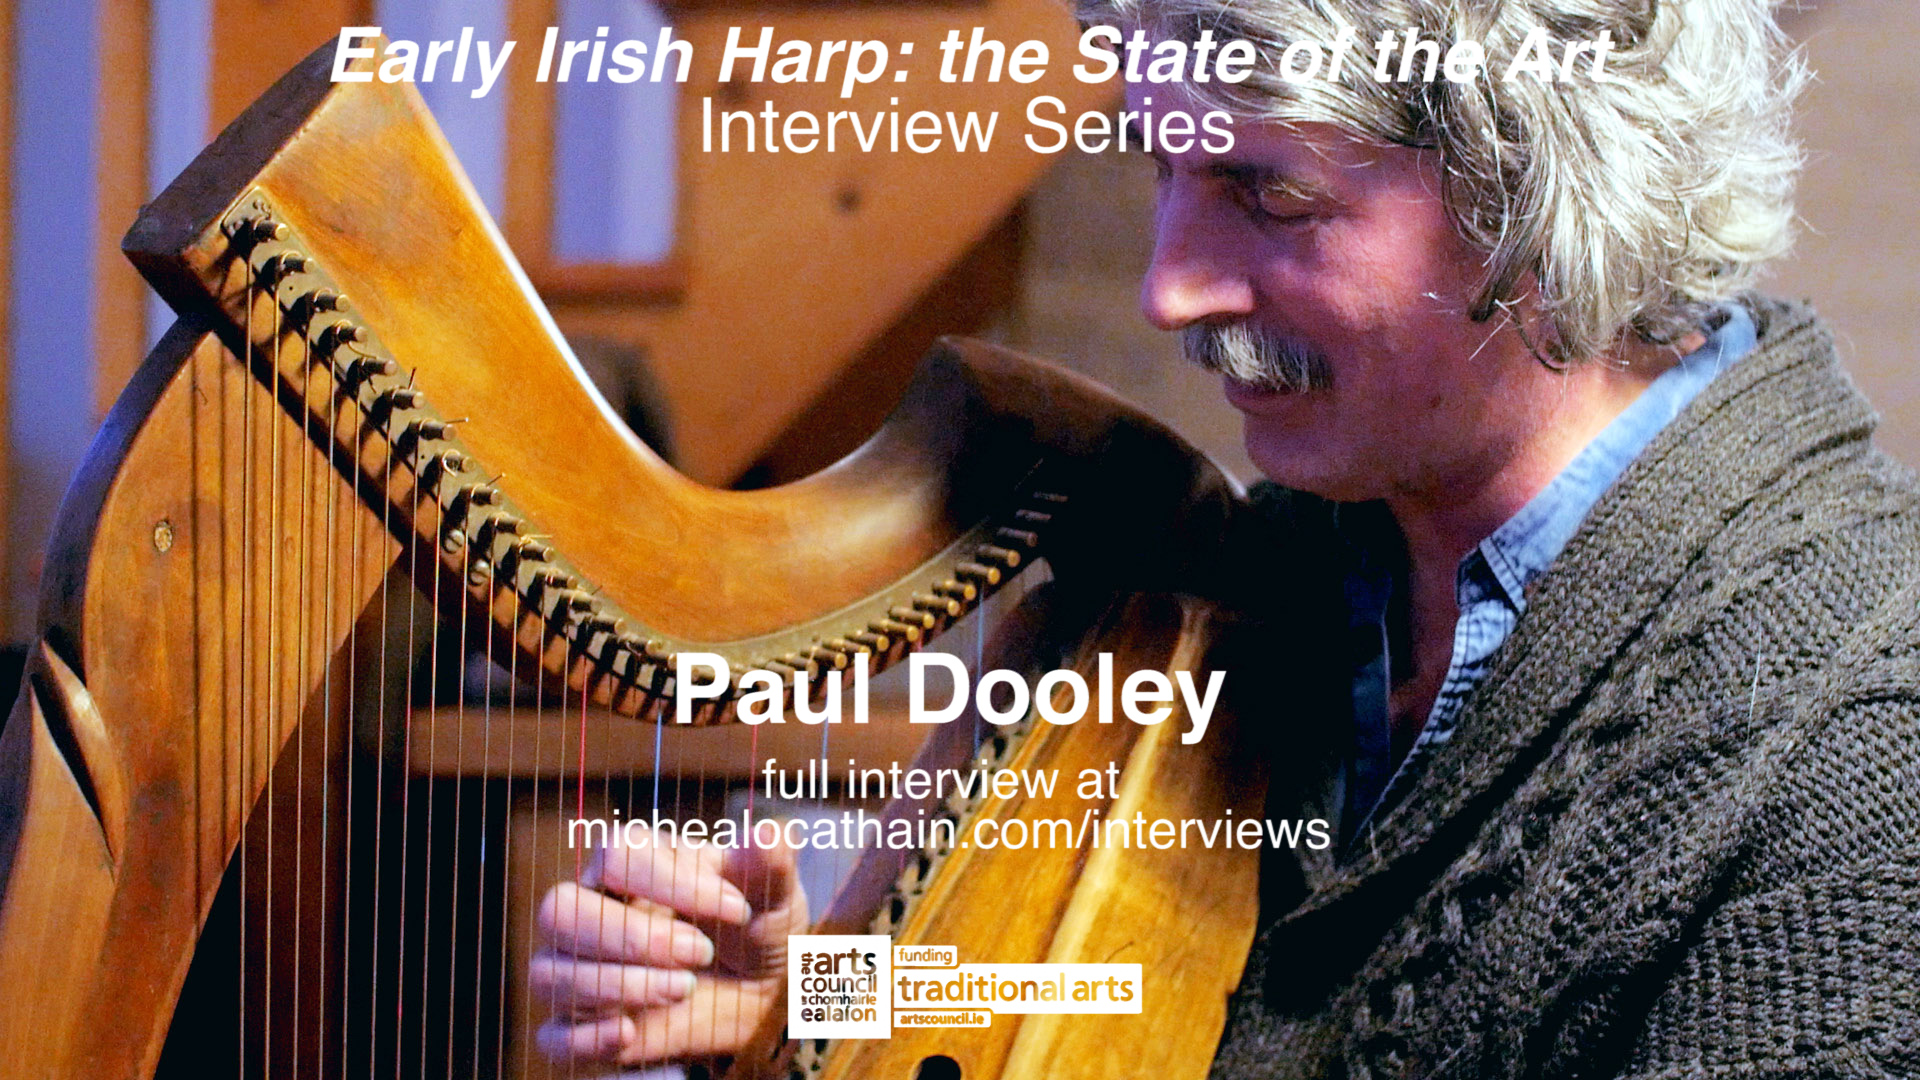 Early Irish Harp: the State of the Art
Interview Series
Paul Dooley
full interview at
michealocathain.com/interviews
the arts
council
chomhairle
ealaíon
funding
traditional arts
artscouncil.ie